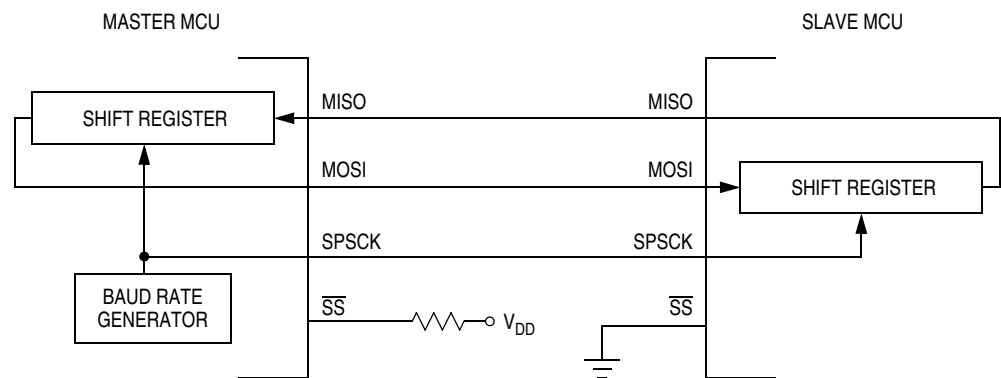 MASTER MCU
SLAVE MCU
SHIFT REGISTER
MISO
MISO
MOSI
MOSI
SHIFT REGISTER
SPSCK
SPSCK
BAUD RATE
GENERATOR
SS
V_DD
SS